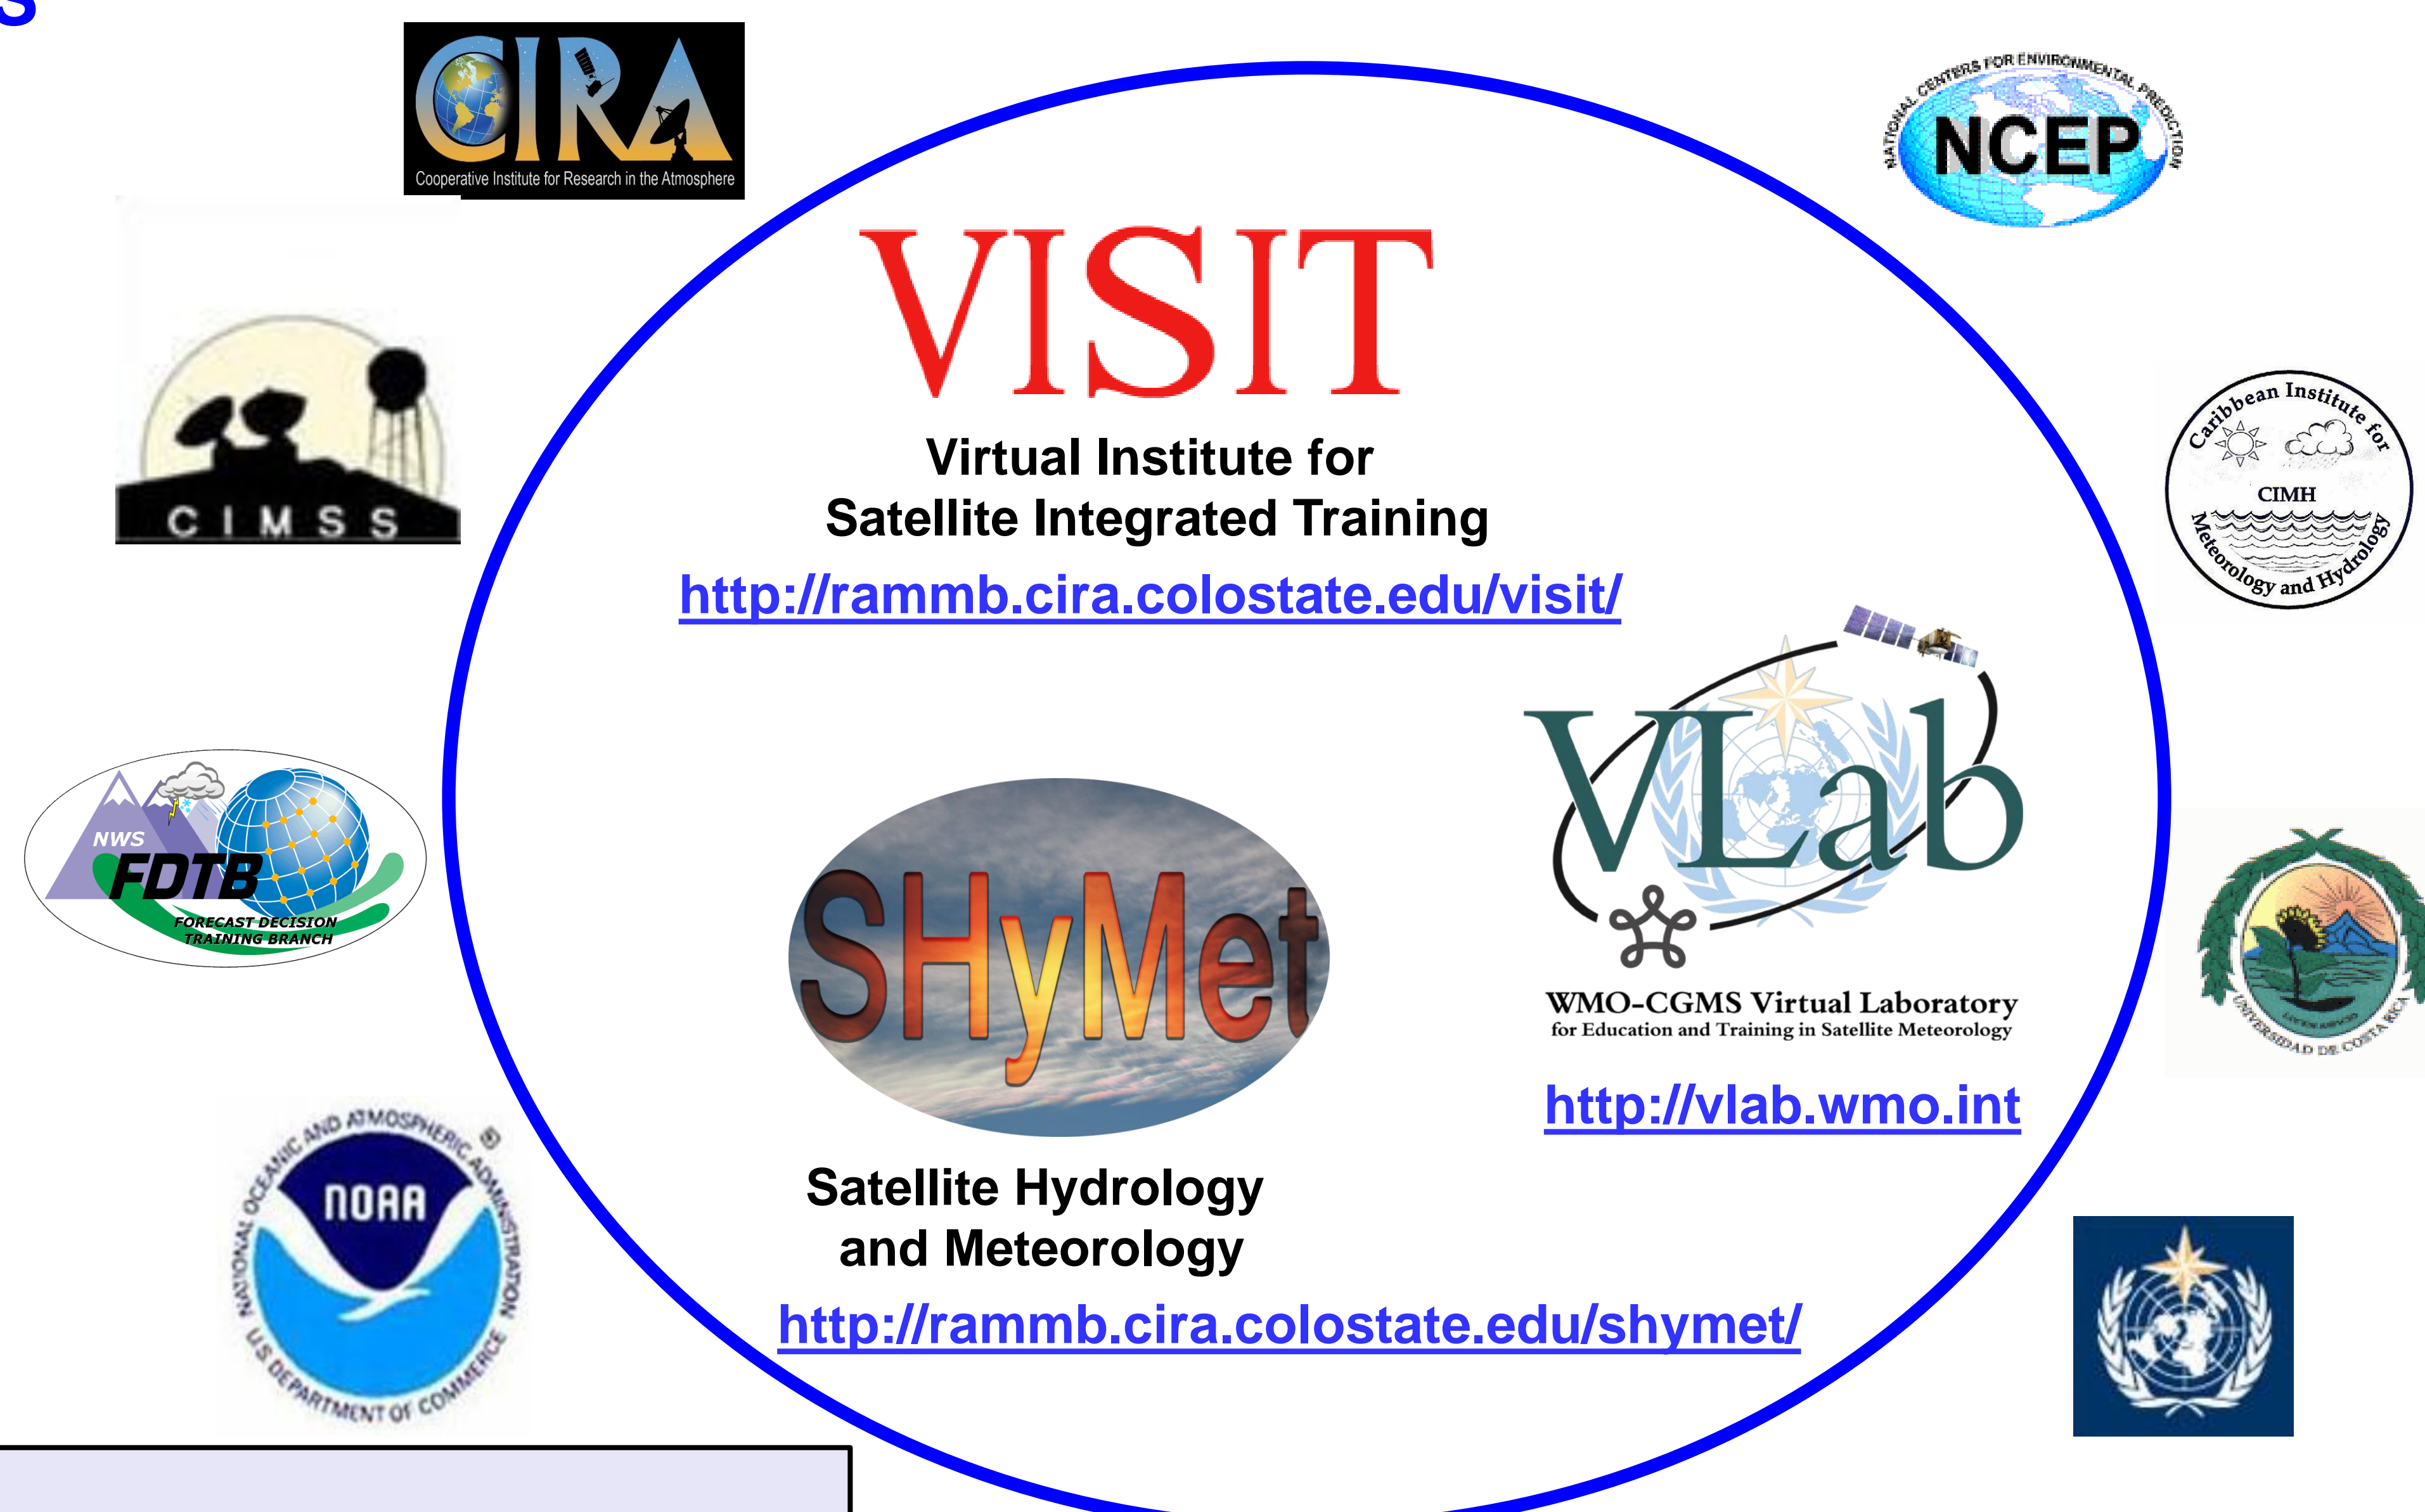 s
CIRA
Cooperative Institute for Research in the Atmosphere
NATIONAL CENTERS FOR ENVIRONMENTAL PREDICTION
NCEP
VISIT
Virtual Institute for
Satellite Integrated Training
http://rammb.cira.colostate.edu/visit/
CIMSS
Caribbean Institute for
CIMH
Meteorology and Hydrology
VLab
WMO-CGMS Virtual Laboratory
for Education and Training in Satellite Meteorology
http://vlab.wmo.int
NWS
FDTB
FORECAST DECISION
TRAINING BRANCH
SHyMet
Satellite Hydrology
and Meteorology
http://rammb.cira.colostate.edu/shymet/
UNIVERSIDAD DE COSTA RICA
NATIONAL OCEANIC AND ATMOSPHERIC ADMINISTRATION
NOAA
U.S. DEPARTMENT OF COMMERCE